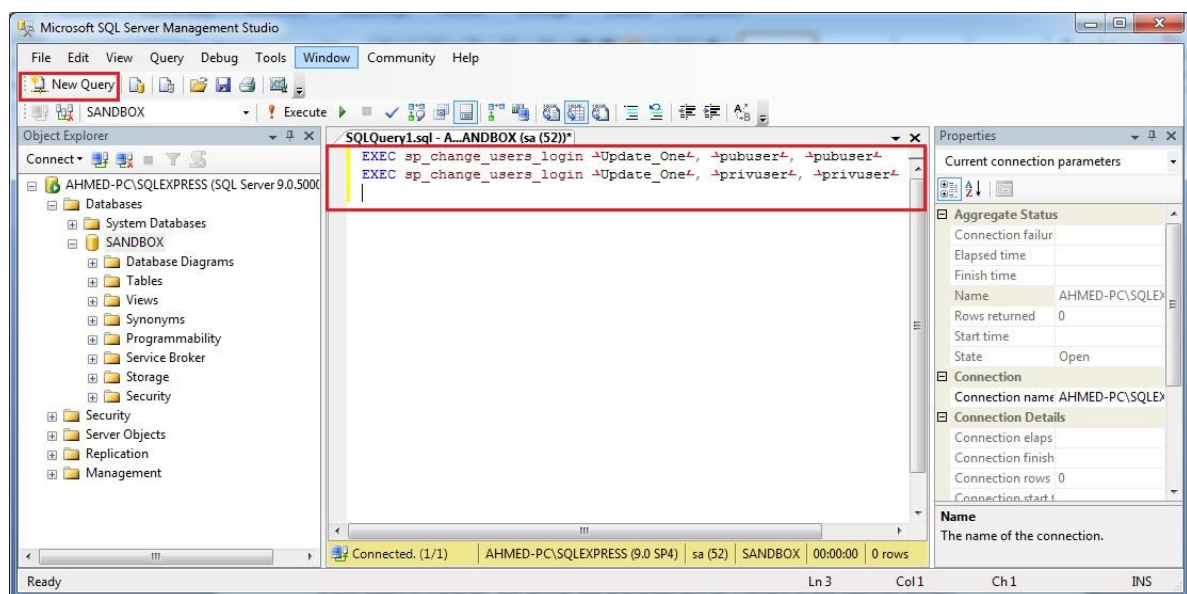 Microsoft SQL Server Management Studio
File Edit View Query Debug Tools Window Community Help
New Query
SANDBOX Execute
Object Explorer
SQLQuery1.sql - A...ANDBOX (sa (52))*
Properties
Connect
EXEC sp_change_users_login ┴Update_One┴, ┴pubuser┴, ┴pubuser┴
EXEC sp_change_users_login ┴Update_One┴, ┴privuser┴, ┴privuser┴
Current connection parameters
AHMED-PC\SQLEXPRESS (SQL Server 9.0.5000
Databases
System Databases
SANDBOX
Database Diagrams
Tables
Views
Synonyms
Programmability
Service Broker
Storage
Security
Security
Server Objects
Replication
Management
Aggregate Status
Connection failur
Elapsed time
Finish time
Name AHMED-PC\SQLEX
Rows returned 0
Start time
State Open
Connection
Connection name AHMED-PC\SQLEX
Connection Details
Connection elaps
Connection finish
Connection rows 0
Connection start t
Name
The name of the connection.
Connected. (1/1) AHMED-PC\SQLEXPRESS (9.0 SP4) sa (52) SANDBOX 00:00:00 0 rows
Ready Ln 3 Col 1 Ch 1 INS